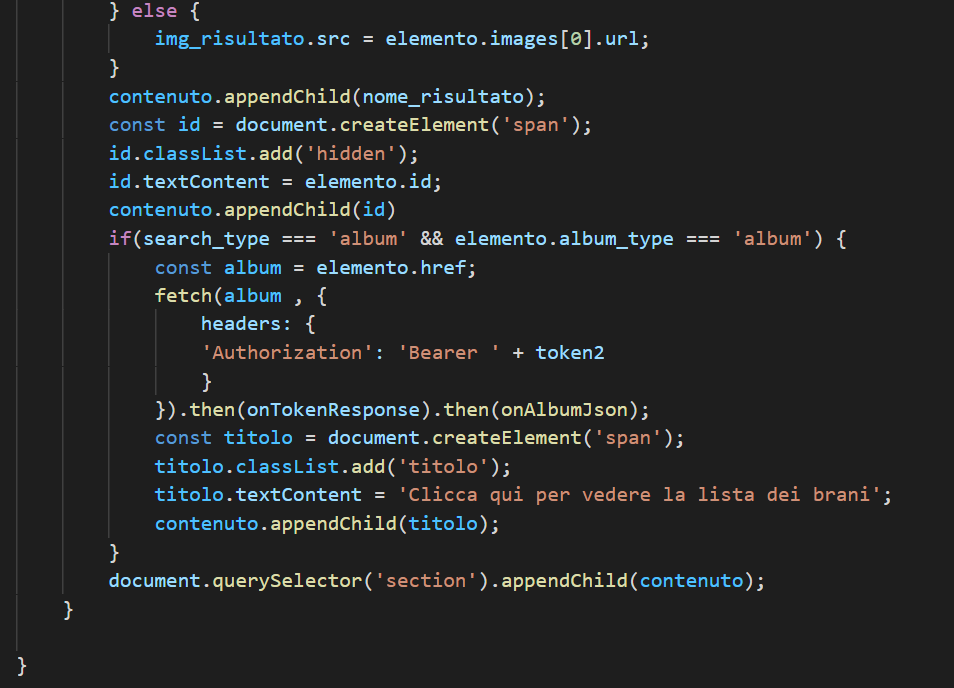 } else {
img_risultato.src = elemento.images[0].url;
}
contenuto.appendChild(nome_risultato);
const id = document.createElement('span');
id.classList.add('hidden');
id.textContent = elemento.id;
contenuto.appendChild(id)
if(search_type === 'album' && elemento.album_type === 'album') {
const album = elemento.href;
fetch(album , {
headers: {
'Authorization': 'Bearer ' + token2
}
}).then(onTokenResponse).then(onAlbumJson);
const titolo = document.createElement('span');
titolo.classList.add('titolo');
titolo.textContent = 'Clicca qui per vedere la lista dei brani';
contenuto.appendChild(titolo);
}
document.querySelector('section').appendChild(contenuto);
}
}